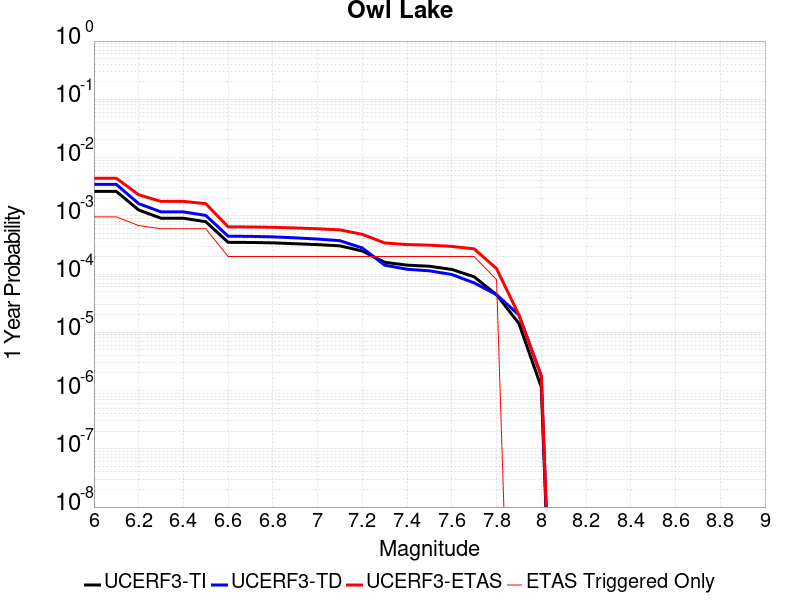 Owl Lake
10^0
10^-1
10^-2
10^-3
10^-4
10^-5
10^-6
10^-7
10^-8
1 Year Probability
6 6.2 6.4 6.6 6.8 7 7.2 7.4 7.6 7.8 8 8.2 8.4 8.6 8.8 9
Magnitude
UCERF3-TI UCERF3-TD UCERF3-ETAS ETAS Triggered Only